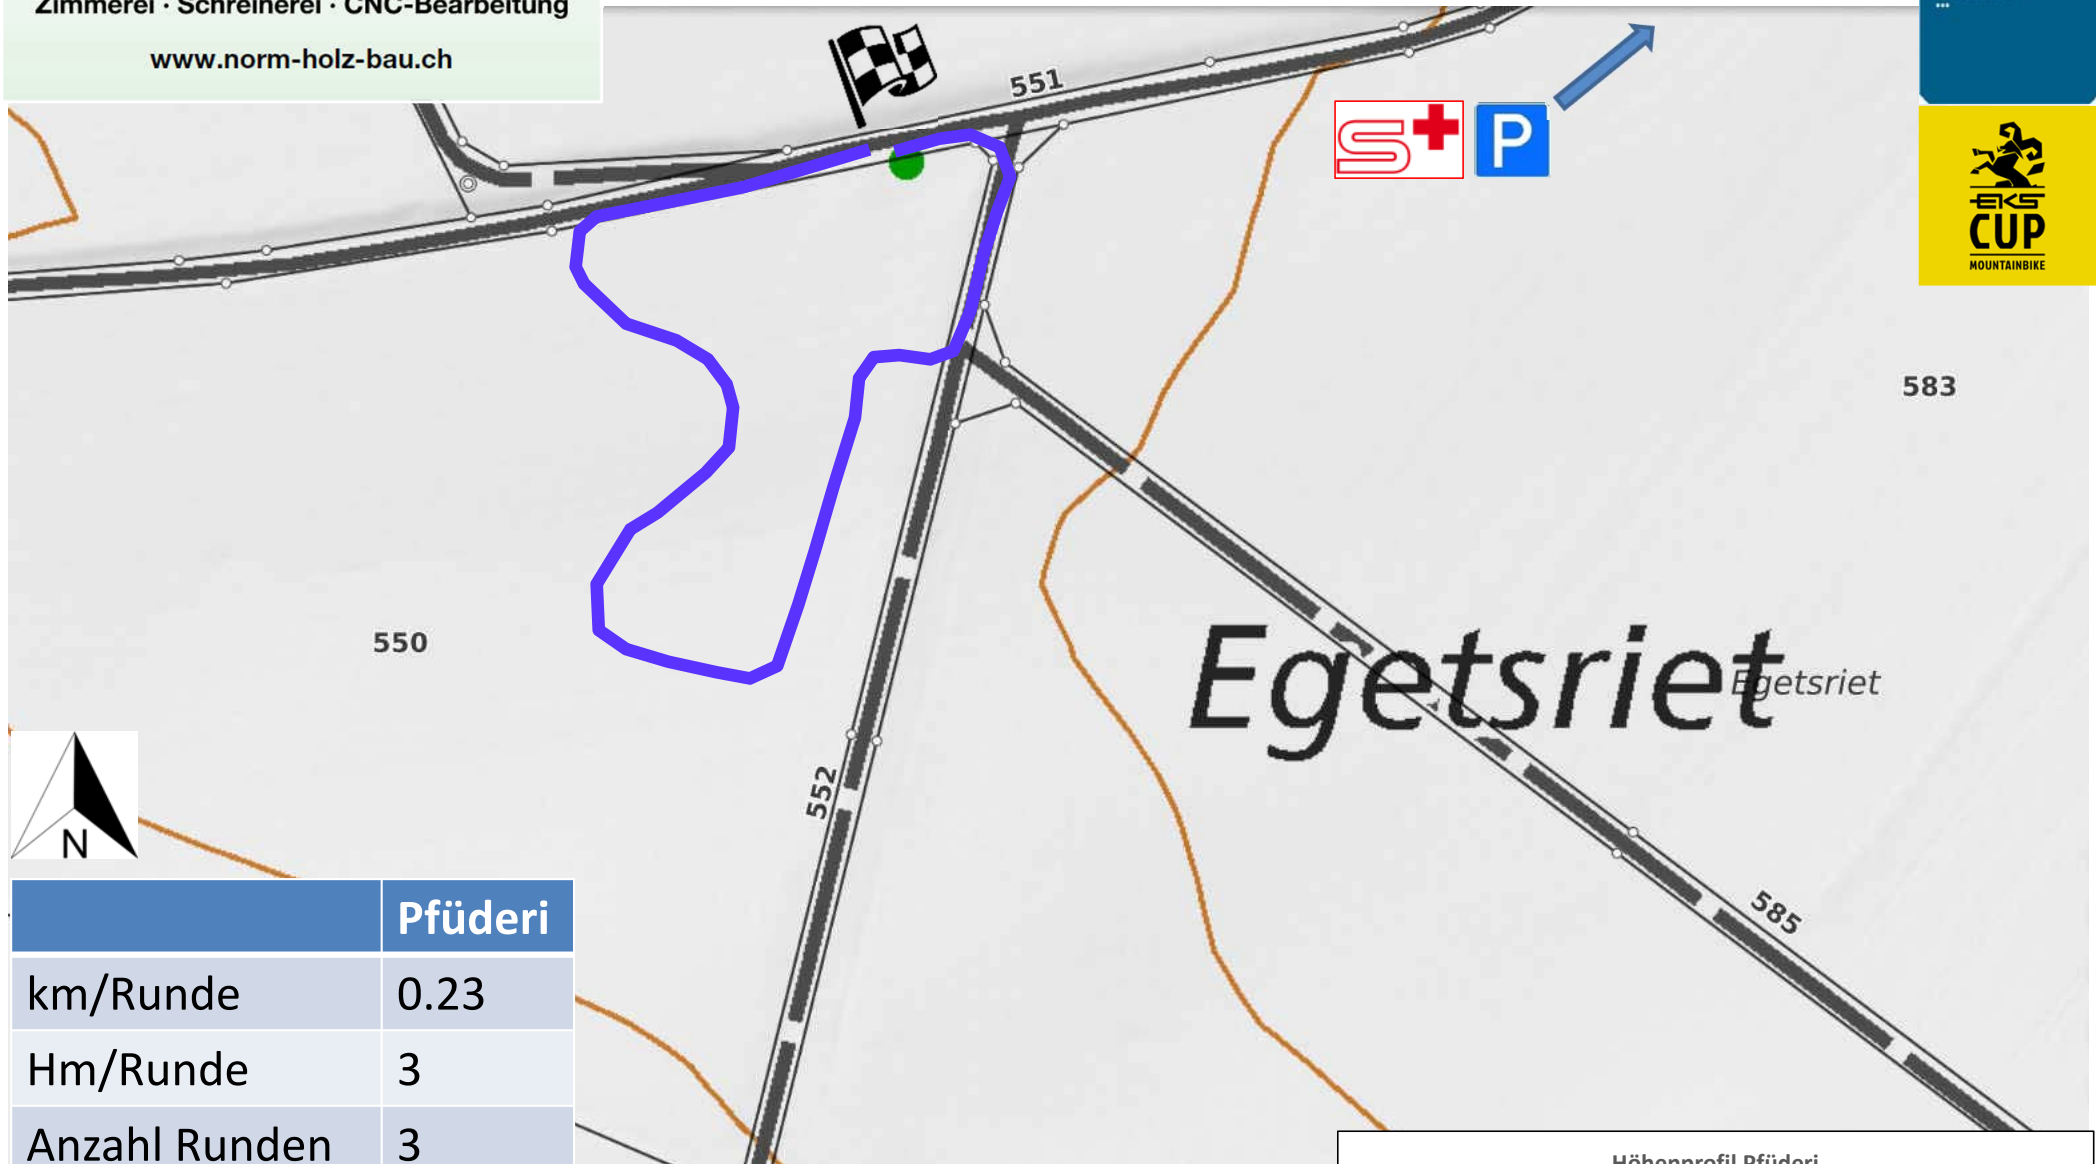 Zimmerei · Schreinerei · CNC-Bearbeitung
www.norm-holz-bau.ch
...
551
S+
P
EKS
CUP
MOUNTAINBIKE
583
550
Egetsriet
Egetsriet
552
585
N
Pfüderi
km/Runde 0.23
Hm/Runde 3
Anzahl Runden 3
Höhenprofil Pfüderi